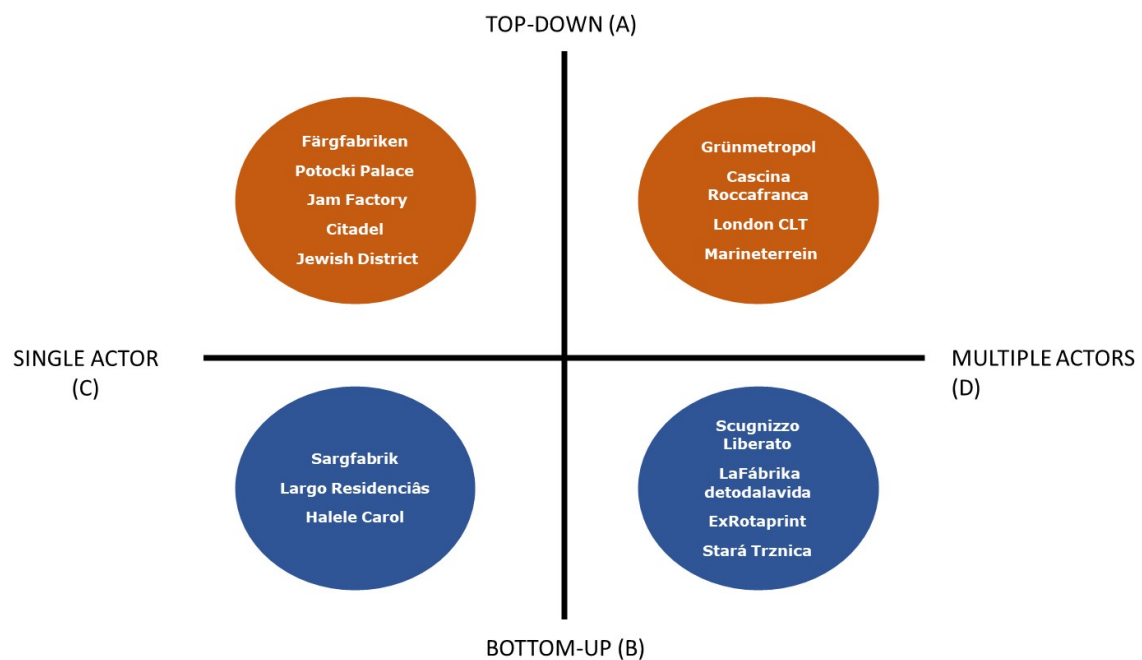 TOP-DOWN (A)
Färgfabriken
Potocki Palace
Jam Factory
Citadel
Jewish District
Grünmetropol
Cascina
Roccafranca
London CLT
Marineterrein
SINGLE ACTOR
(C)
MULTIPLE ACTORS
(D)
Sargfabrik
Largo Residenciâs
Halele Carol
Scugnizzo
Liberato
LaFábrika
detodalavida
ExRotaprint
Stará Trznica
BOTTOM-UP (B)